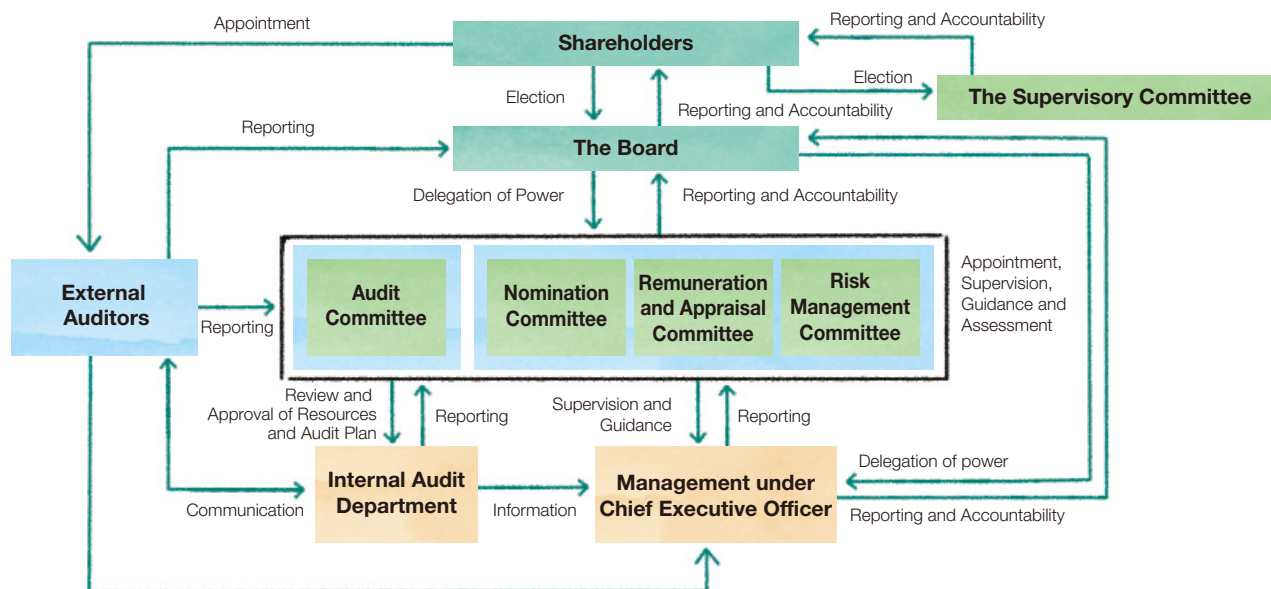 Appointment
Shareholders
Reporting and Accountability
Election
The Supervisory Committee
Election
Reporting and Accountability
Reporting
The Board
Delegation of Power
Reporting and Accountability
External
Auditors
Reporting
Audit
Committee
Nomination
Committee
Remuneration
and Appraisal
Committee
Risk
Management
Committee
Appointment,
Supervision,
Guidance and
Assessment
Review and
Approval of Resources
and Audit Plan
Reporting
Supervision and
Guidance
Reporting
Internal Audit
Department
Management under
Chief Executive Officer
Delegation of power
Communication
Information
Reporting and Accountability